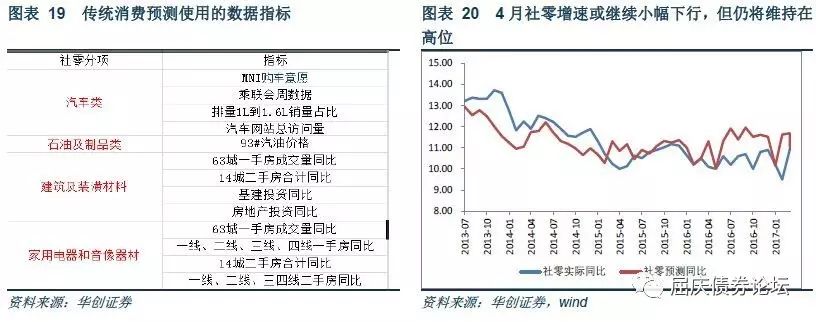 图表 19 传统消费预测使用的数据指标
社零分项 指标
汽车类
MNI购车意愿
乘联会周数据
排量1L到1.6L销量占比
汽车网站总访问量
石油及制品类 93#汽油价格
建筑及装潢材料
63城一手房成交量同比
14城二手房合计同比
基建投资同比
房地产投资同比
家用电器和音像器材
63城一手房成交量同比
一线、二线、三线、四线一手房同比
14城二手房合计同比
一线、二线、三四线二手房同比
资料来源：华创证券
图表 20 4月社零增速或继续小幅下行，但仍将维持在
高位
15.00
14.00
13.00
12.00
11.00
10.00
9.00
8.00
2013-07
2013-10
2014-01
2014-04
2014-07
2014-10
2015-01
2015-04
2015-07
2015-10
2016-01
2016-04
2016-07
2016-10
2017-01
社零实际同比 社零预测同比
资料来源：华创证券，wind
屈庆债券论坛